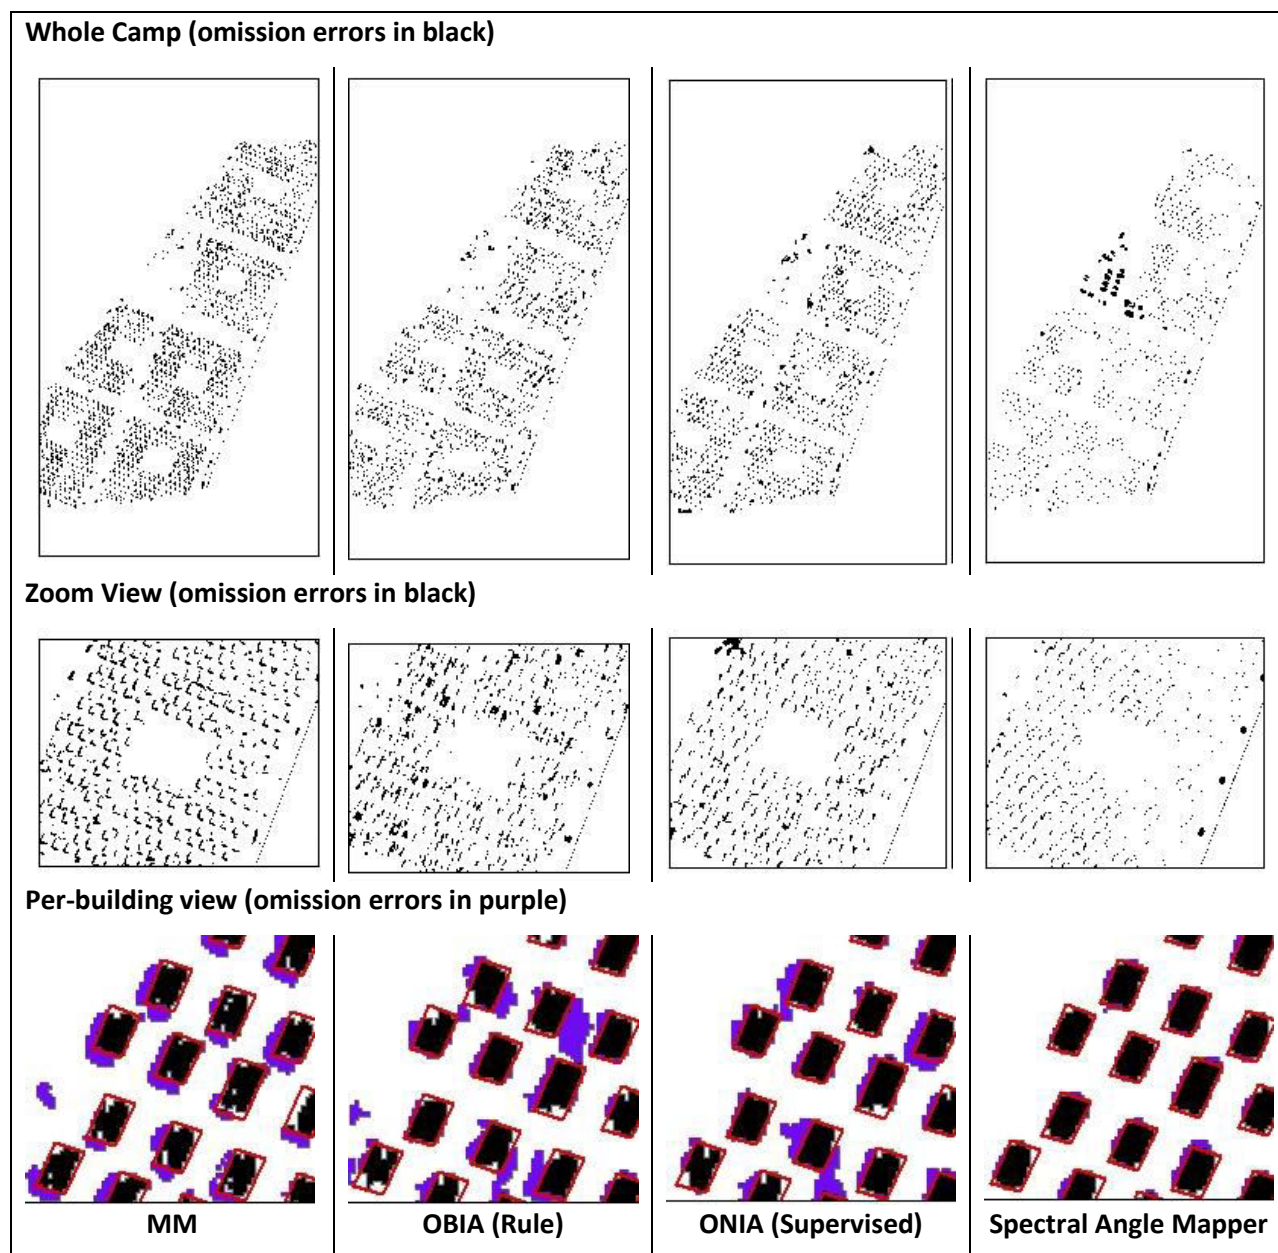 Whole Camp (omission errors in black)
Zoom View (omission errors in black)
Per-building view (omission errors in purple)
MM
OBIA (Rule)
ONIA (Supervised)
Spectral Angle Mapper